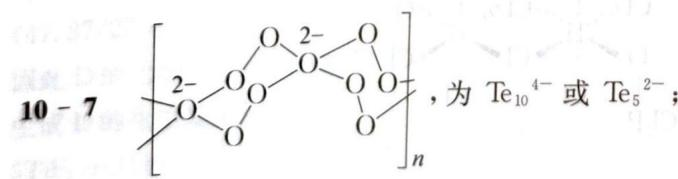 10-7 [ 2- 2- ]n ，为 Te₁₀⁴⁻ 或 Te₅²⁻；